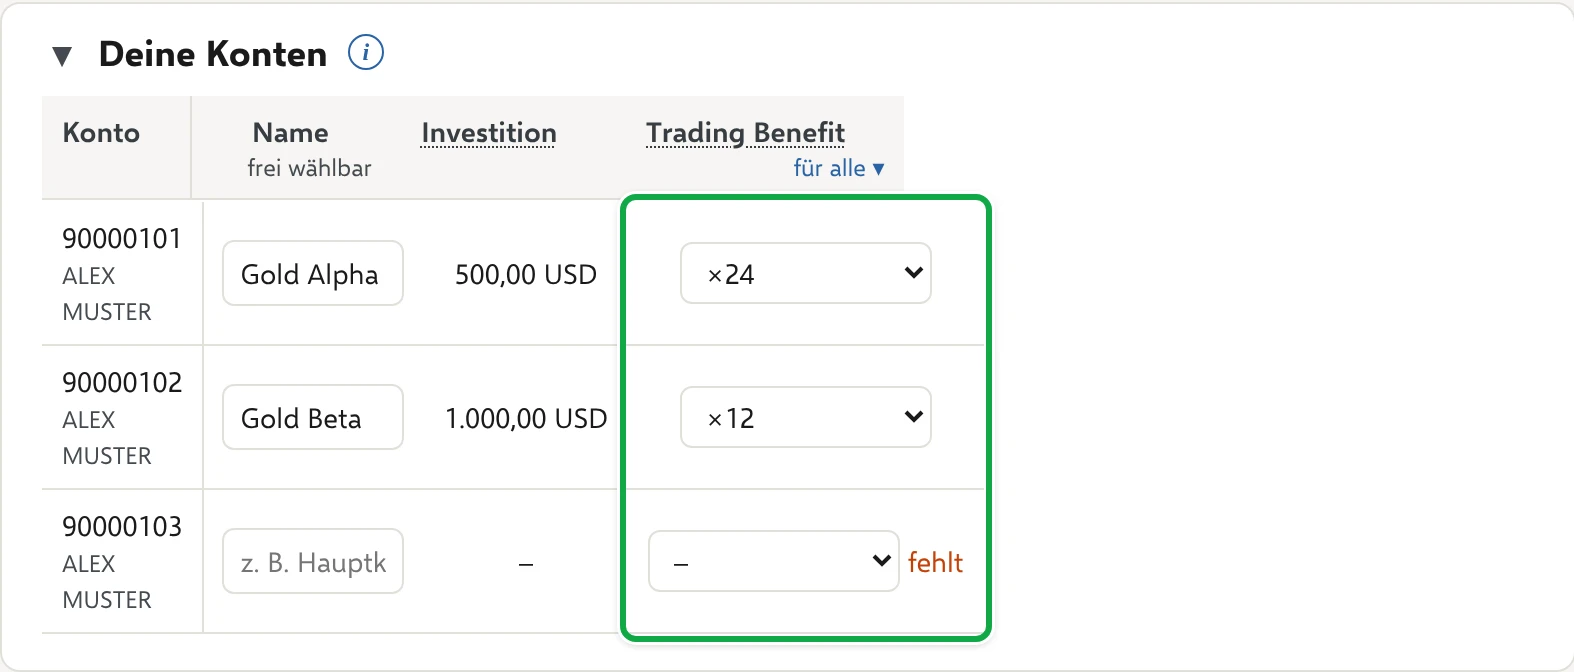 ▼ Deine Konten i
Konto Name Investition Trading Benefit
frei wählbar für alle ▼
90000101
ALEX
MUSTER
Gold Alpha 500,00 USD ×24
90000102
ALEX
MUSTER
Gold Beta 1.000,00 USD ×12
90000103
ALEX
MUSTER
z. B. Hauptk – – fehlt